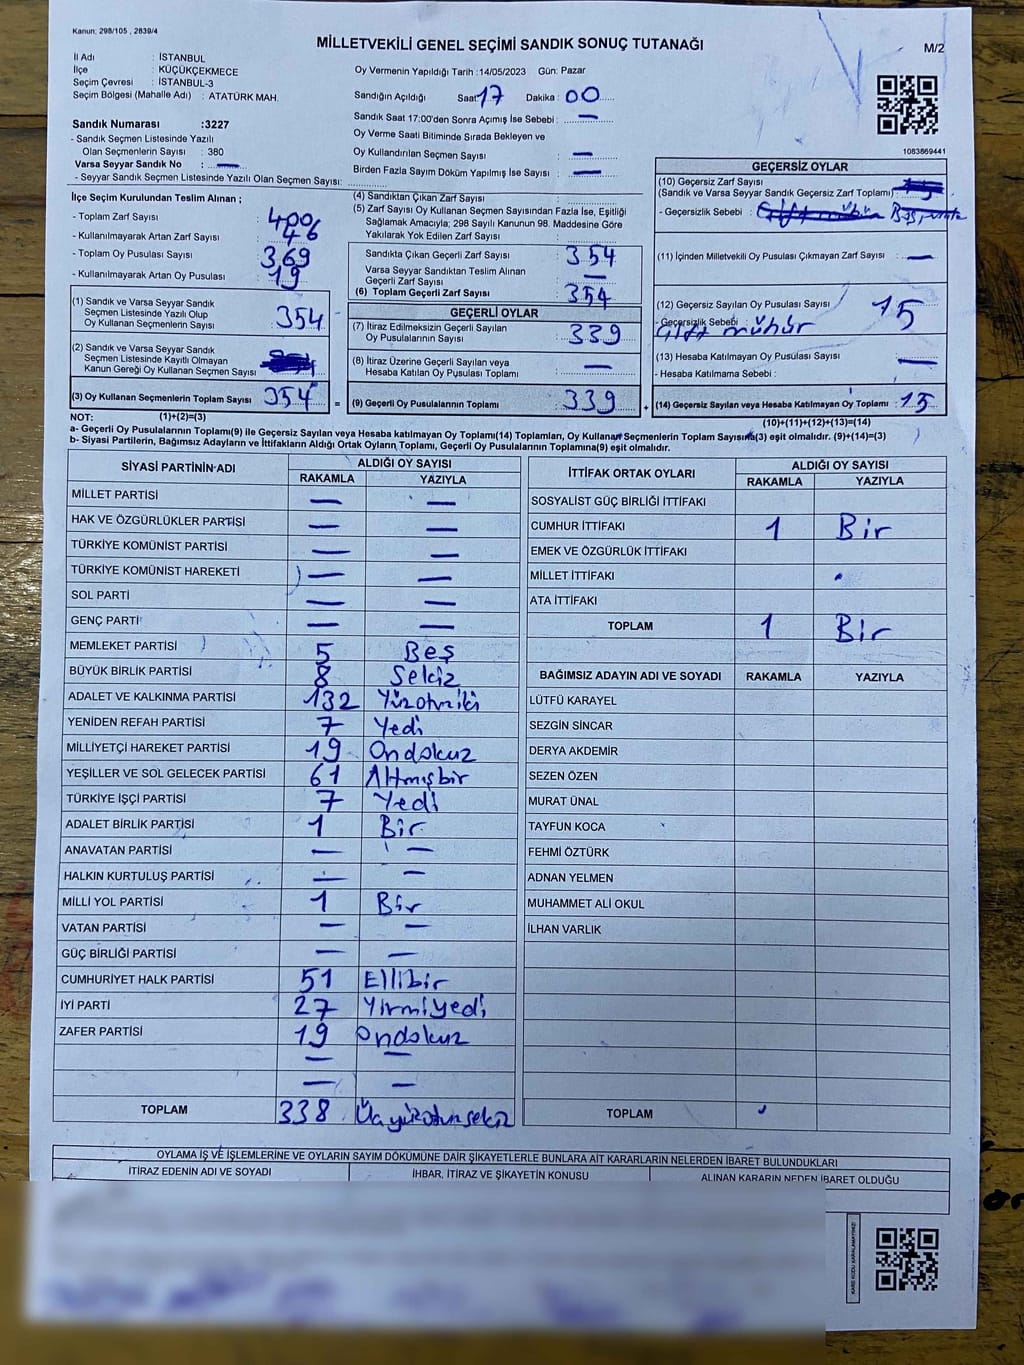 Kanun: 298/105 , 2839/4
MİLLETVEKİLİ GENEL SEÇİMİ SANDIK SONUÇ TUTANAĞI
M/2
İl Adı : İSTANBUL
İlçe : KÜÇÜKÇEKMECE
Seçim Çevresi : İSTANBUL-3
Seçim Bölgesi (Mahalle Adı) : ATATÜRK MAH.
Oy Vermenin Yapıldığı Tarih :14/05/2023 Gün: Pazar
Sandığın Açıldığı Saat: 17 Dakika : 00
Sandık Saat 17:00'den Sonra Açımış İse Sebebi : —
Oy Verme Saati Bitiminde Sırada Bekleyen ve
Oy Kullandırılan Seçmen Sayısı : —
Birden Fazla Sayım Döküm Yapılmış İse Sayısı : —
1083869441
Sandık Numarası :3227
- Sandık Seçmen Listesinde Yazılı
Olan Seçmenlerin Sayısı : 380
Varsa Seyyar Sandık No : —
- Seyyar Sandık Seçmen Listesinde Yazılı Olan Seçmen Sayısı:
İlçe Seçim Kurulundan Teslim Alınan ;
- Toplam Zarf Sayısı : 400
- Kullanılmayarak Artan Zarf Sayısı : 46
- Toplam Oy Pusulası Sayısı : 369
- Kullanılmayarak Artan Oy Pusulası : 19
(1) Sandık ve Varsa Seyyar Sandık
Seçmen Listesinde Yazılı Olup
Oy Kullanan Seçmenlerin Sayısı : 354
(2) Sandık ve Varsa Seyyar Sandık
Seçmen Listesinde Kayıtlı Olmayan
Kanun Gereği Oy Kullanan Seçmen Sayısı :
(3) Oy Kullanan Seçmenlerin Toplam Sayısı : 354 =
(4) Sandıktan Çıkan Zarf Sayısı :
(5) Zarf Sayısı Oy Kullanan Seçmen Sayısından Fazla İse, Eşitliği
Sağlamak Amacıyla, 298 Sayılı Kanunun 98. Maddesine Göre
Yakılarak Yok Edilen Zarf Sayısı :
Sandıkta Çıkan Geçerli Zarf Sayısı : 354
Varsa Seyyar Sandıktan Teslim Alınan
Geçerli Zarf Sayısı : —
(6) Toplam Geçerli Zarf Sayısı : 354
GEÇERLİ OYLAR
(7) İtiraz Edilmeksizin Geçerli Sayılan
Oy Pusulalarının Sayısı : 339
(8) İtiraz Üzerine Geçerli Sayılan veya
Hesaba Katılan Oy Pusulası Toplamı : —
(9) Geçerli Oy Pusulalarının Toplamı : 339 +
GEÇERSİZ OYLAR
(10) Geçersiz Zarf Sayısı
(Sandık ve Varsa Seyyar Sandık Geçersiz Zarf Toplamı)
- Geçersizlik Sebebi :
(11) İçinden Milletvekili Oy Pusulası Çıkmayan Zarf Sayısı : —
(12) Geçersiz Sayılan Oy Pusulası Sayısı : 15
- Geçersizlik Sebebi : Çift mühür
(13) Hesaba Katılmayan Oy Pusulası Sayısı : —
- Hesaba Katılmama Sebebi :
(14) Geçersiz Sayılan veya Hesaba Katılmayan Oy Toplamı : 15
(10)+(11)+(12)+(13)=(14)
NOT: (1)+(2)=(3)
a- Geçerli Oy Pusulalarının Toplamı(9) ile Geçersiz Sayılan veya Hesaba katılmayan Oy Toplamı(14) Toplamları, Oy Kullanan Seçmenlerin Toplam Sayısına(3) eşit olmalıdır. (9)+(14)=(3)
b- Siyasi Partilerin, Bağımsız Adayların ve İttifakların Aldığı Ortak Oyların Toplamı, Geçerli Oy Pusulalarının Toplamına(9) eşit olmalıdır.
SİYASİ PARTİNİN ADI ALDIĞI OY SAYISI
RAKAMLA YAZIYLA
MİLLET PARTİSİ — —
HAK VE ÖZGÜRLÜKLER PARTİSİ — —
TÜRKİYE KOMÜNİST PARTİSİ — —
TÜRKİYE KOMÜNİST HAREKETİ — —
SOL PARTİ — —
GENÇ PARTİ — —
MEMLEKET PARTİSİ 5 Beş
BÜYÜK BİRLİK PARTİSİ 8 Sekiz
ADALET VE KALKINMA PARTİSİ 132 Yüzotuziki
YENİDEN REFAH PARTİSİ 7 Yedi
MİLLİYETÇİ HAREKET PARTİSİ 19 Ondokuz
YEŞİLLER VE SOL GELECEK PARTİSİ 61 Altmışbir
TÜRKİYE İŞÇİ PARTİSİ 7 Yedi
ADALET BİRLİK PARTİSİ 1 Bir
ANAVATAN PARTİSİ — —
HALKIN KURTULUŞ PARTİSİ — —
MİLLİ YOL PARTİSİ 1 Bir
VATAN PARTİSİ — —
GÜÇ BİRLİĞİ PARTİSİ — —
CUMHURİYET HALK PARTİSİ 51 Ellibir
İYİ PARTİ 27 Yirmiyedi
ZAFER PARTİSİ 19 Ondokuz
— —
— —
TOPLAM 338
İTTİFAK ORTAK OYLARI ALDIĞI OY SAYISI
RAKAMLA YAZIYLA
SOSYALİST GÜÇ BİRLİĞİ İTTİFAKI
CUMHUR İTTİFAKI 1 Bir
EMEK VE ÖZGÜRLÜK İTTİFAKI
MİLLET İTTİFAKI
ATA İTTİFAKI
TOPLAM 1 Bir
BAĞIMSIZ ADAYIN ADI VE SOYADI RAKAMLA YAZIYLA
LÜTFÜ KARAYEL
SEZGİN SİNCAR
DERYA AKDEMİR
SEZEN ÖZEN
MURAT ÜNAL
TAYFUN KOCA
FEHMİ ÖZTÜRK
ADNAN YELMEN
MUHAMMET ALİ OKUL
İLHAN VARLIK
TOPLAM
OYLAMA İŞ VE İŞLEMLERİNE VE OYLARIN SAYIM DÖKÜMÜNE DAİR ŞİKAYETLERLE BUNLARA AİT KARARLARIN NELERDEN İBARET BULUNDUKLARI
İTİRAZ EDENİN ADI VE SOYADI İHBAR, İTİRAZ VE ŞİKAYETİN KONUSU ALINAN KARARIN NEDEN İBARET OLDUĞU
KARE KODU KARALAMAYINIZ!